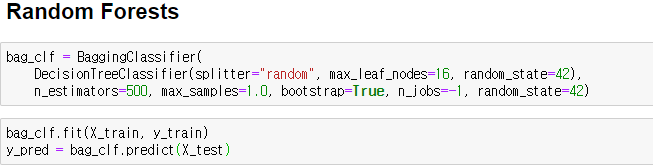 Random Forests
bag_clf = BaggingClassifier(
    DecisionTreeClassifier(splitter="random", max_leaf_nodes=16, random_state=42),
    n_estimators=500, max_samples=1.0, bootstrap=True, n_jobs=-1, random_state=42)
bag_clf.fit(X_train, y_train)
y_pred = bag_clf.predict(X_test)